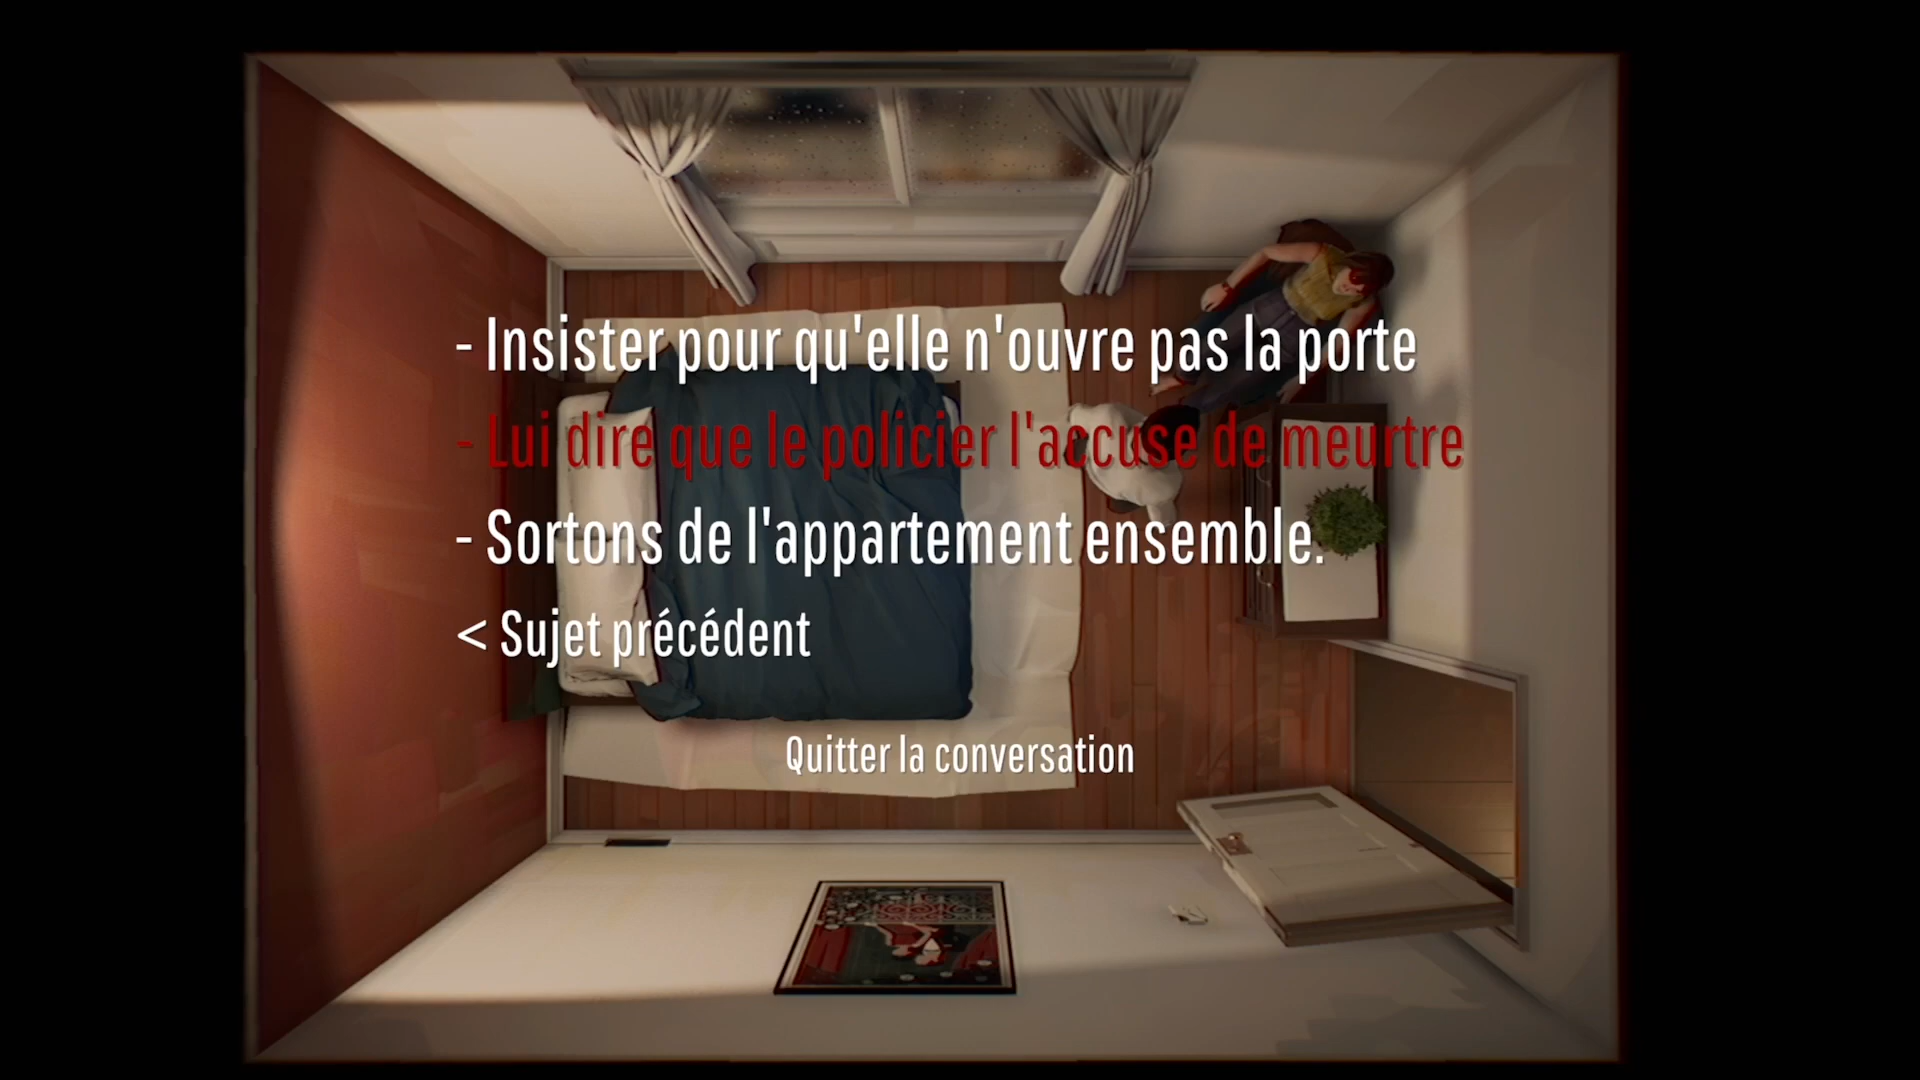 - Insister pour qu'elle n'ouvre pas la porte
- Lui dire que le policier l'accuse de meurtre
- Sortons de l'appartement ensemble.
< Sujet précédent
Quitter la conversation